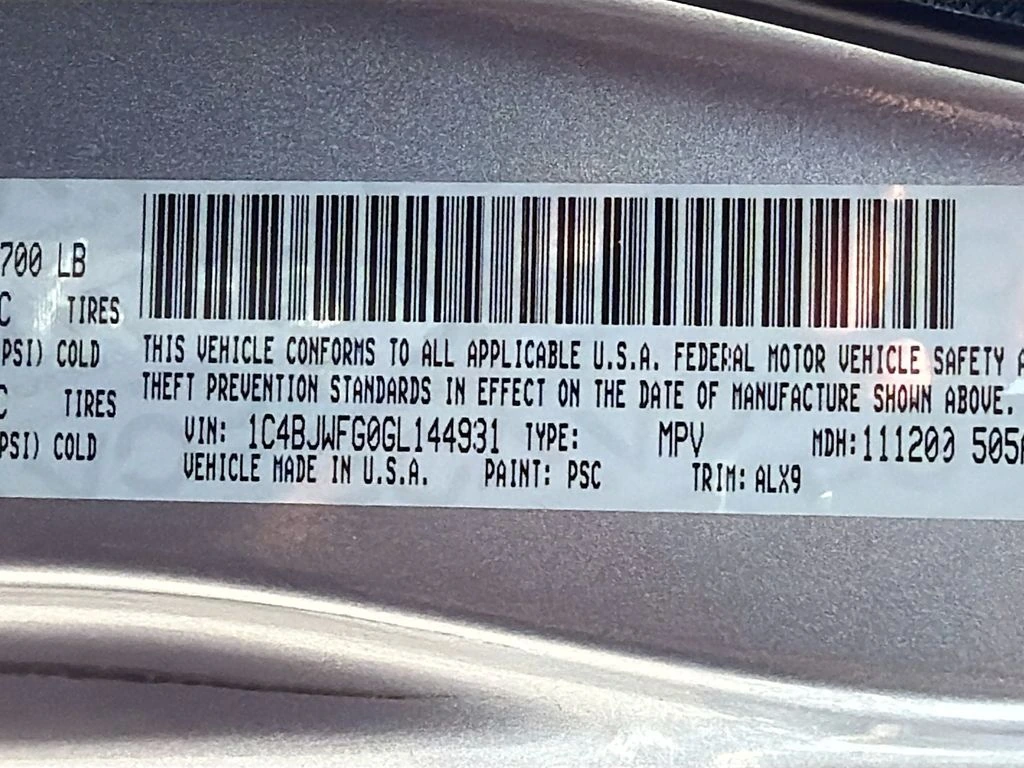 700 LB
C TIRES
PSI) COLD
C TIRES
PSI) COLD
THIS VEHICLE CONFORMS TO ALL APPLICABLE U.S.A. FEDERAL MOTOR VEHICLE SAFETY
THEFT PREVENTION STANDARDS IN EFFECT ON THE DATE OF MANUFACTURE SHOWN ABOVE.
VIN: 1C4BJWFG0GL144931 TYPE: MPV MDH: 111200 505
VEHICLE MADE IN U.S.A. PAINT: PSC TRIM: ALX9